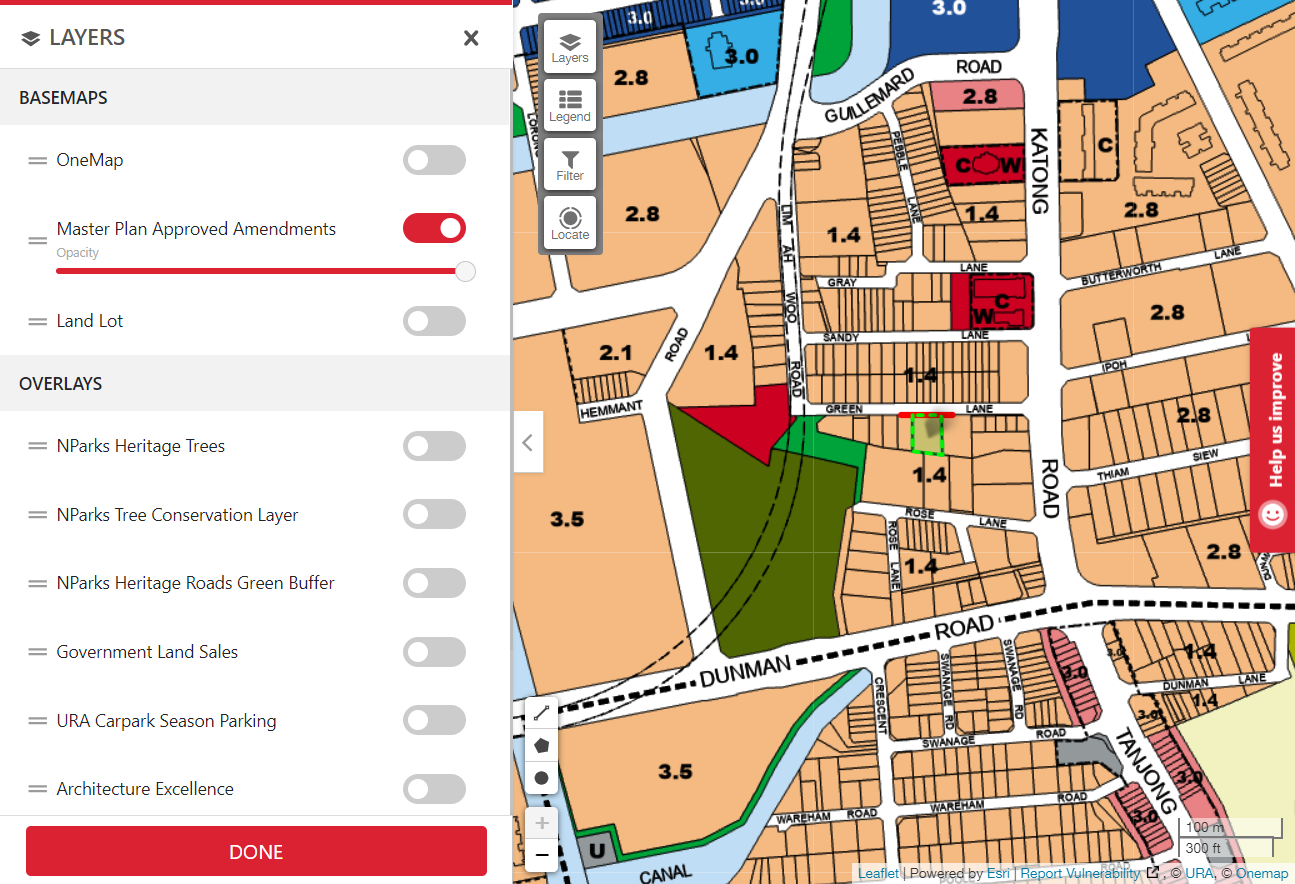 LAYERS
BASEMAPS
OneMap
Master Plan Approved Amendments
Opacity
Land Lot
OVERLAYS
NParks Heritage Trees
NParks Tree Conservation Layer
NParks Heritage Roads Green Buffer
Government Land Sales
URA Carpark Season Parking
Architecture Excellence
DONE
Layers
Legend
Filter
Locate
3.0
3.0
3.0
3.0
2.8
GUILLEMARD
ROAD
2.8
KATONG
ROAD
C
C W
PEBBLE
LANE
2.8
1.4
1.4
2.8
LIM AH WOO ROAD
LANE
GRAY
BUTTERWORTH
LANE
C
W
2.8
SANDY
LANE
2.1
ROAD
1.4
1.4
IPOH
HEMMANT
GREEN
LANE
2.8
Help us improve
1.4
THIAM
SIEW
3.5
ROSE
LANE
ROSE
LANE
1.4
2.8
DUNMAN
ROAD
SWANAGE RD
SWANAGE RD
3.0
3.0
1.4
DUNMAN
LANE
1.4
3.0
CRESCENT
SWANAGE
ROAD
TANJONG
3.5
3.0
WAREHAM
ROAD
WAREHAM
ROAD
3.0
U
CANAL
ROAD
100 m
300 ft
Leaflet | Powered by Esri | Report Vulnerability , © URA, © Onemap